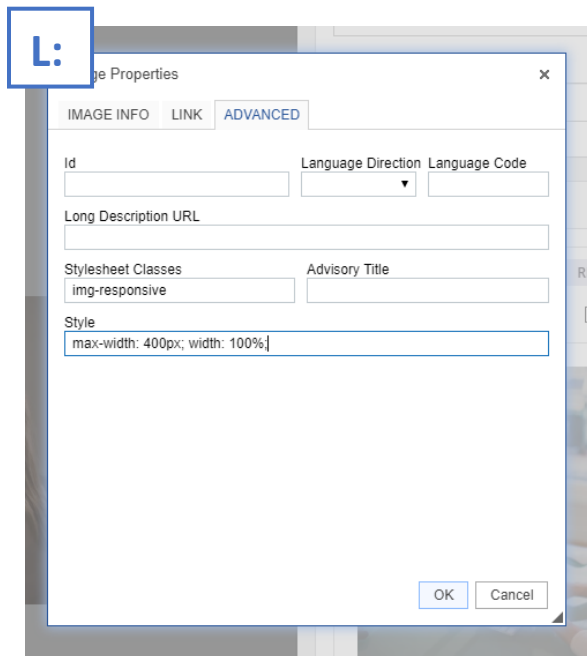 L:
ge Properties
IMAGE INFO LINK ADVANCED
Id
Language Direction Language Code
Long Description URL
Stylesheet Classes
Advisory Title
img-responsive
Style
max-width: 400px; width: 100%;
OK Cancel
R